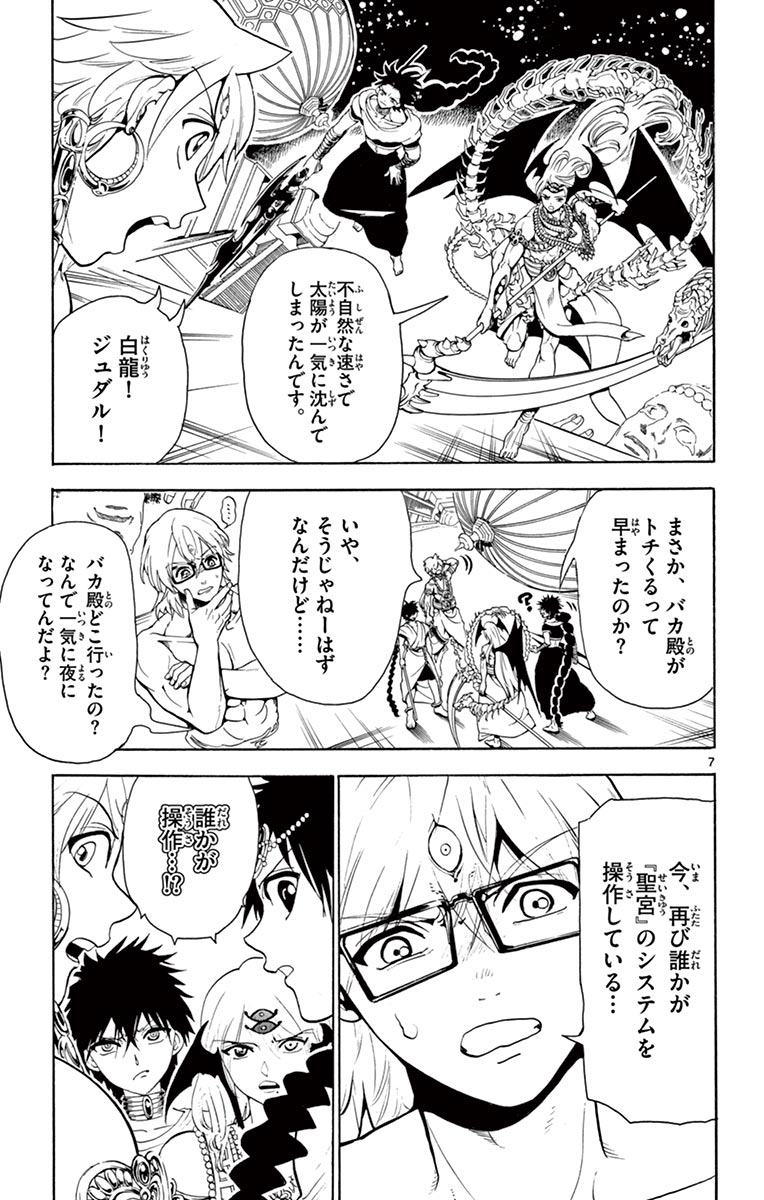 不自然な速さで
太陽が一気に沈んで
しまったんです。
白龍!
ジュダル!
まさか、バカ殿が
トチくるって
早まったのか?
いや、
そうじゃねーはず
なんだけど……
バカ殿どこ行ったの?
なんで一気に夜に
なってんだよ?
?
7
今、再び誰かが
『聖宮』のシステムを
操作している…
誰かが
操作…!?